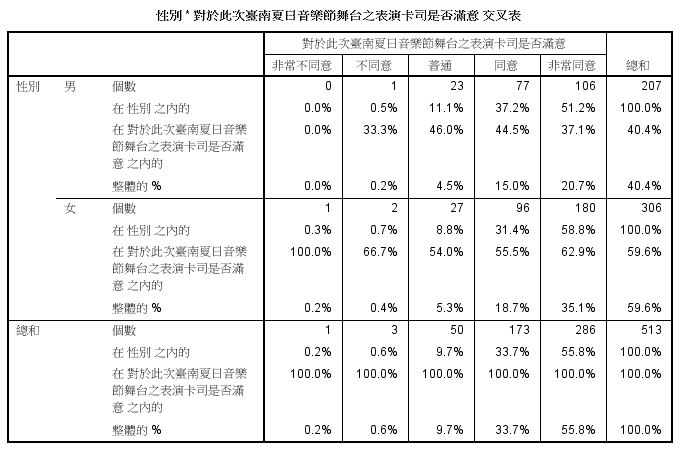 性別 * 對於此次臺南夏日音樂節舞台之表演卡司是否滿意 交叉表
對於此次臺南夏日音樂節舞台之表演卡司是否滿意
非常不同意 不同意 普通 同意 非常同意 總和
性別 男 個數 0 1 23 77 106 207
在 性別 之內的 0.0% 0.5% 11.1% 37.2% 51.2% 100.0%
在 對於此次臺南夏日音樂 0.0% 33.3% 46.0% 44.5% 37.1% 40.4%
節舞台之表演卡司是否滿
意 之內的
整體的 % 0.0% 0.2% 4.5% 15.0% 20.7% 40.4%
女 個數 1 2 27 96 180 306
在 性別 之內的 0.3% 0.7% 8.8% 31.4% 58.8% 100.0%
在 對於此次臺南夏日音樂 100.0% 66.7% 54.0% 55.5% 62.9% 59.6%
節舞台之表演卡司是否滿
意 之內的
整體的 % 0.2% 0.4% 5.3% 18.7% 35.1% 59.6%
總和 個數 1 3 50 173 286 513
在 性別 之內的 0.2% 0.6% 9.7% 33.7% 55.8% 100.0%
在 對於此次臺南夏日音樂 100.0% 100.0% 100.0% 100.0% 100.0% 100.0%
節舞台之表演卡司是否滿
意 之內的
整體的 % 0.2% 0.6% 9.7% 33.7% 55.8% 100.0%